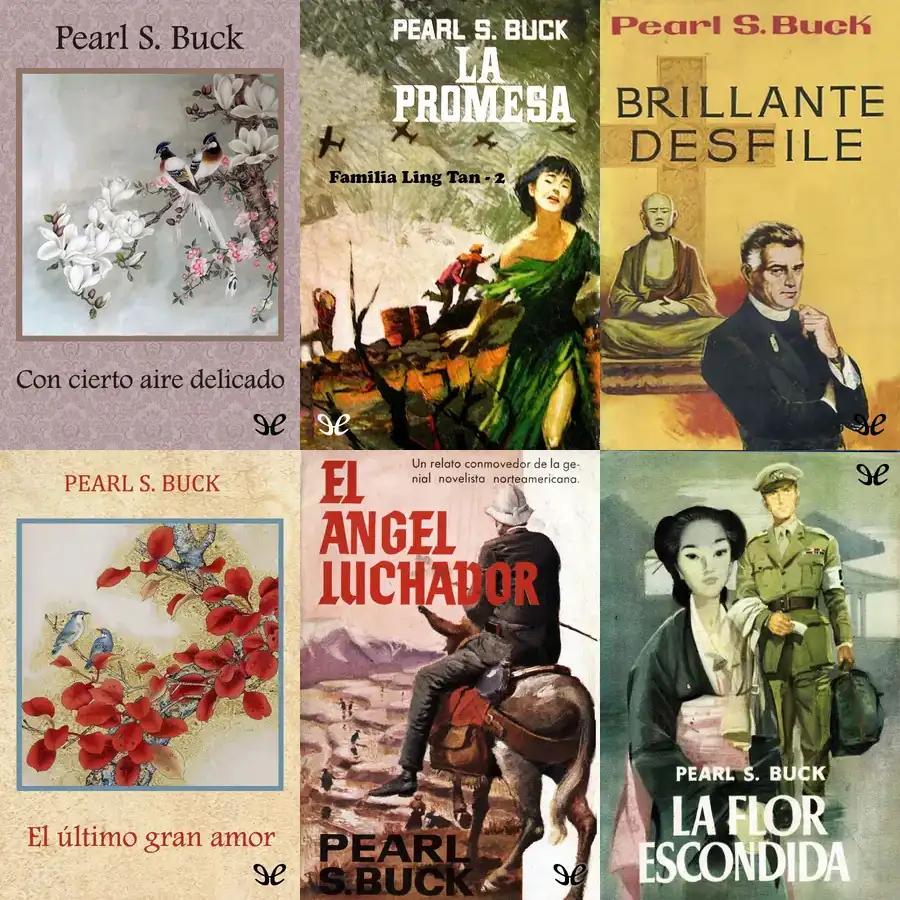 Pearl S. Buck
Con cierto aire delicado
PEARL S. BUCK
LA
PROMESA
Familia Ling Tan - 2
Pearl S. Buck
BRILLANTE
DESFILE
PEARL S. BUCK
El último gran amor
Un relato conmovedor de la ge-
nial novelista norteamericana.
EL
ANGEL
LUCHADOR
PEARL
S. BUCK
PEARL S. BUCK
LA FLOR
ESCONDIDA